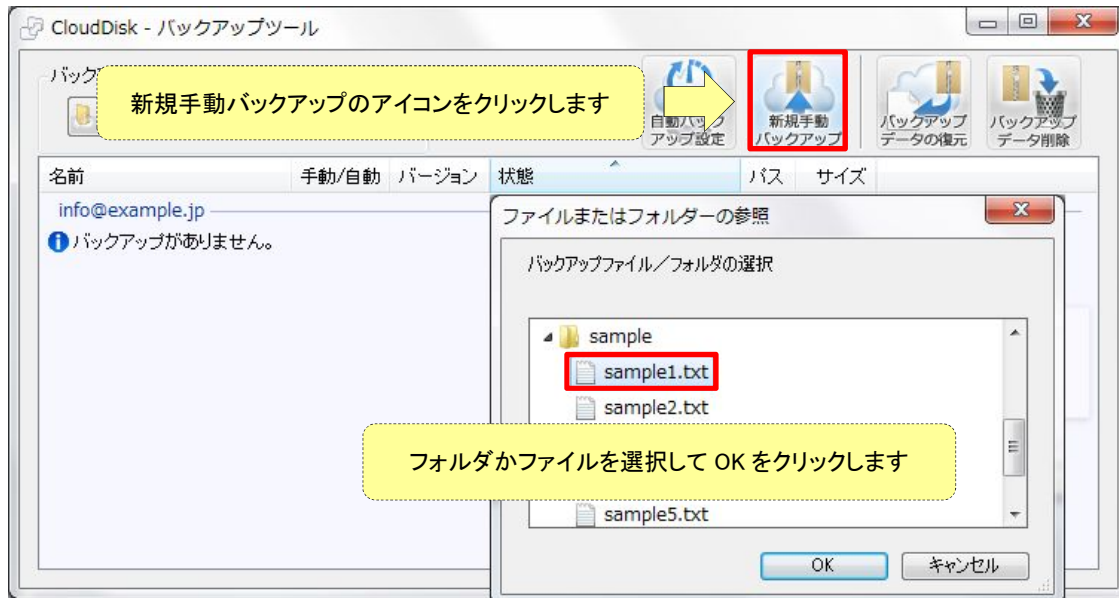 CloudDisk - バックアップツール
バック
新規手動バックアップのアイコンをクリックします
自動バック
アップ設定
新規手動
バックアップ
バックアップ
データの復元
バックアップ
データ削除
名前 手動/自動 バージョン 状態 パス サイズ
info@example.jp
バックアップがありません。
ファイルまたはフォルダーの参照
バックアップファイル／フォルダの選択
sample
sample1.txt
sample2.txt
フォルダかファイルを選択して OK をクリックします
sample5.txt
OK キャンセル